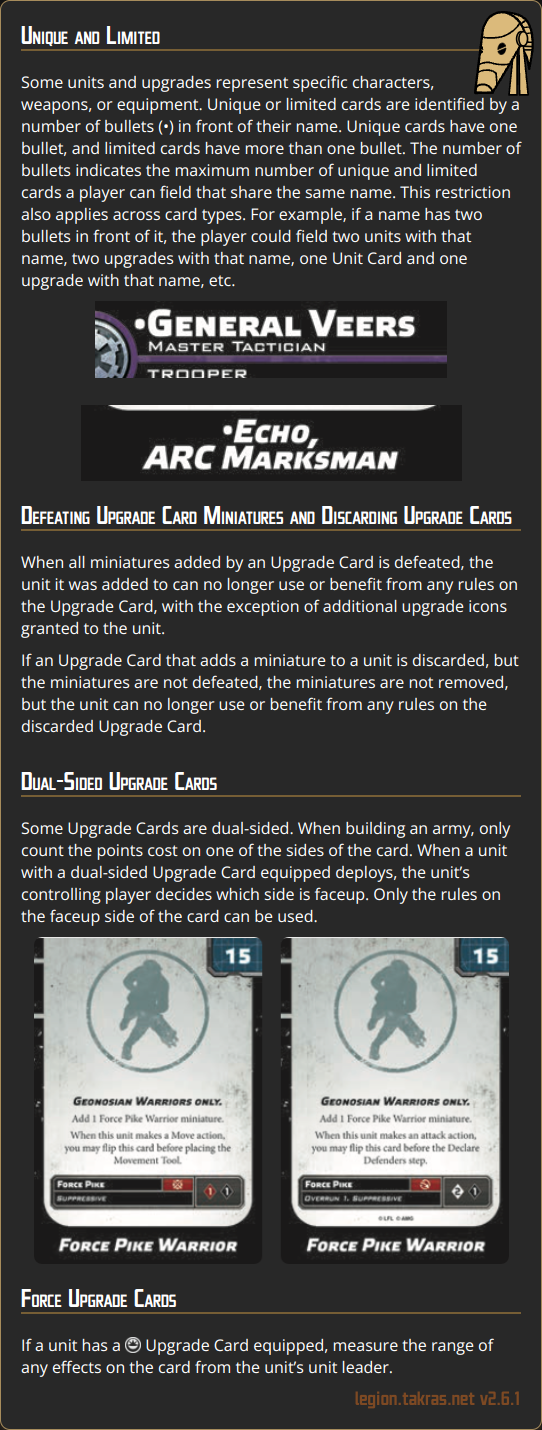 Unique and Limited
Some units and upgrades represent specific characters,
weapons, or equipment. Unique or limited cards are identified by a
number of bullets (•) in front of their name. Unique cards have one
bullet, and limited cards have more than one bullet. The number of
bullets indicates the maximum number of unique and limited
cards a player can field that share the same name. This restriction
also applies across card types. For example, if a name has two
bullets in front of it, the player could field two units with that
name, two upgrades with that name, one Unit Card and one
upgrade with that name, etc.
•General Veers
Master Tactician
TROOPER
•Echo,
ARC Marksman
Defeating Upgrade Card Miniatures and Discarding Upgrade Cards
When all miniatures added by an Upgrade Card is defeated, the
unit it was added to can no longer use or benefit from any rules on
the Upgrade Card, with the exception of additional upgrade icons
granted to the unit.
If an Upgrade Card that adds a miniature to a unit is discarded, but
the miniatures are not defeated, the miniatures are not removed,
but the unit can no longer use or benefit from any rules on the
discarded Upgrade Card.
Dual-Sided Upgrade Cards
Some Upgrade Cards are dual-sided. When building an army, only
count the points cost on one of the sides of the card. When a unit
with a dual-sided Upgrade Card equipped deploys, the unit's
controlling player decides which side is faceup. Only the rules on
the faceup side of the card can be used.
15
Geonosian Warriors only.
Add 1 Force Pike Warrior miniature.
When this unit makes a Move action,
you may flip this card before placing the
Movement Tool.
Force Pike
Suppressive
1 1
Force Pike Warrior
15
Geonosian Warriors only.
Add 1 Force Pike Warrior miniature.
When this unit makes an attack action,
you may flip this card before the Declare
Defenders step.
Force Pike
Overrun 1, Suppressive
2 1
©LFL ©AMG
Force Pike Warrior
Force Upgrade Cards
If a unit has a Upgrade Card equipped, measure the range of
any effects on the card from the unit's unit leader.
legion.takras.net v2.6.1